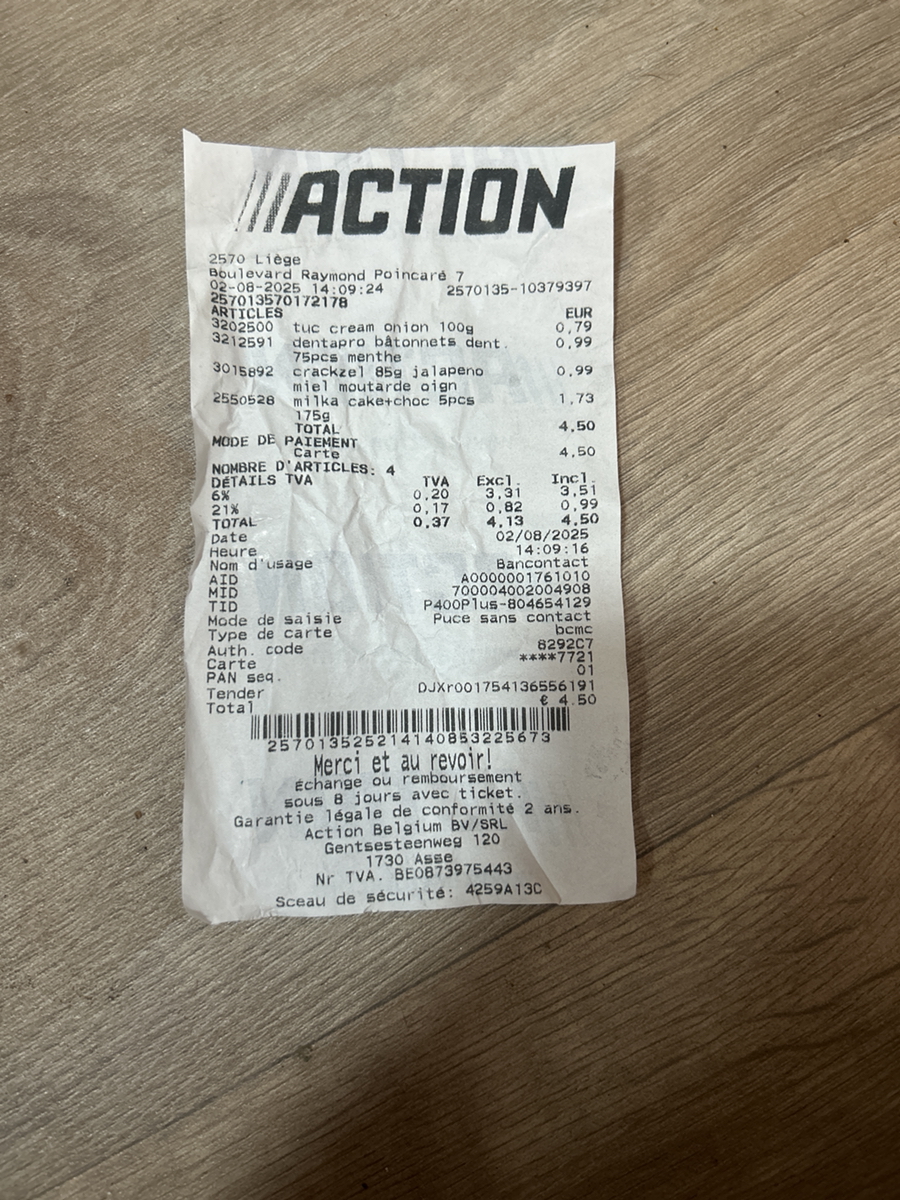 ACTION
2570 Liège
Boulevard Raymond Poincaré 7
02-08-2025 14:09:24 2570135-10379397
257013570172178
ARTICLES EUR
3202500 tuc cream onion 100g 0,79
3212591 dentapro bâtonnets dent. 0,99
75pcs menthe
3015892 crackzel 85g jalapeno 0,99
miel moutarde oign
2550528 milka cake+choc 5pcs 1,73
175g
TOTAL 4,50
MODE DE PAIEMENT
Carte 4,50
NOMBRE D'ARTICLES: 4
DÉTAILS TVA TVA Excl. Incl.
6% 0,20 3,31 3,51
21% 0,17 0,82 0,99
TOTAL 0,37 4,13 4,50
Date 02/08/2025
Heure 14:09:16
Nom d'usage Bancontact
AID A0000001761010
MID 700004002004908
TID P400Plus-804654129
Mode de saisie Puce sans contact
Type de carte bcmc
Auth. code 8292C7
Carte ****7721
PAN seq. 01
Tender DJXr001754136556191
Total € 4.50
257013525214140853225673
Merci et au revoir!
Échange ou remboursement
sous 8 jours avec ticket.
Garantie légale de conformité 2 ans.
Action Belgium BV/SRL
Gentsesteenweg 120
1730 Asse
Nr TVA. BE0873975443
Sceau de sécurité: 4259A13C